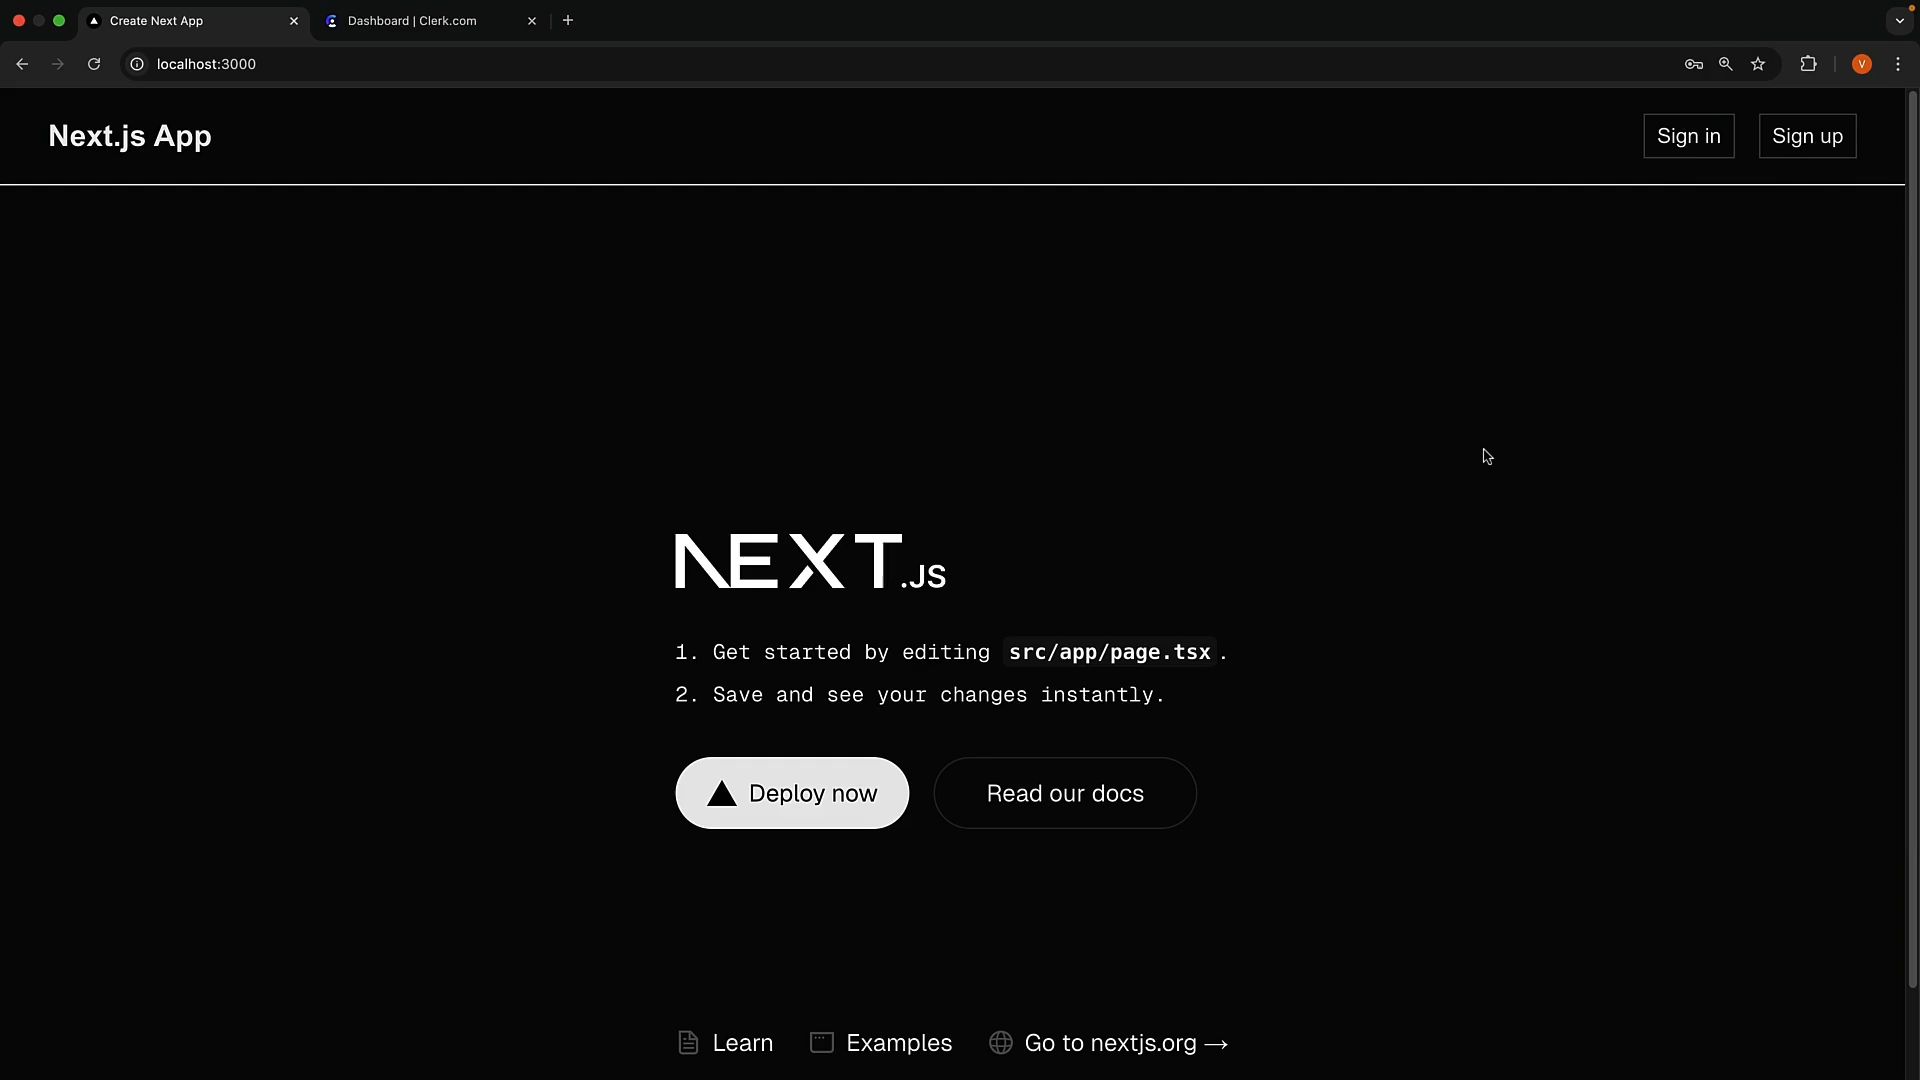 Create Next App
Dashboard | Clerk.com
localhost:3000
V
Next.js App
Sign in
Sign up
NEXT.JS
1. Get started by editing src/app/page.tsx.
2. Save and see your changes instantly.
Deploy now
Read our docs
Learn
Examples
Go to nextjs.org →